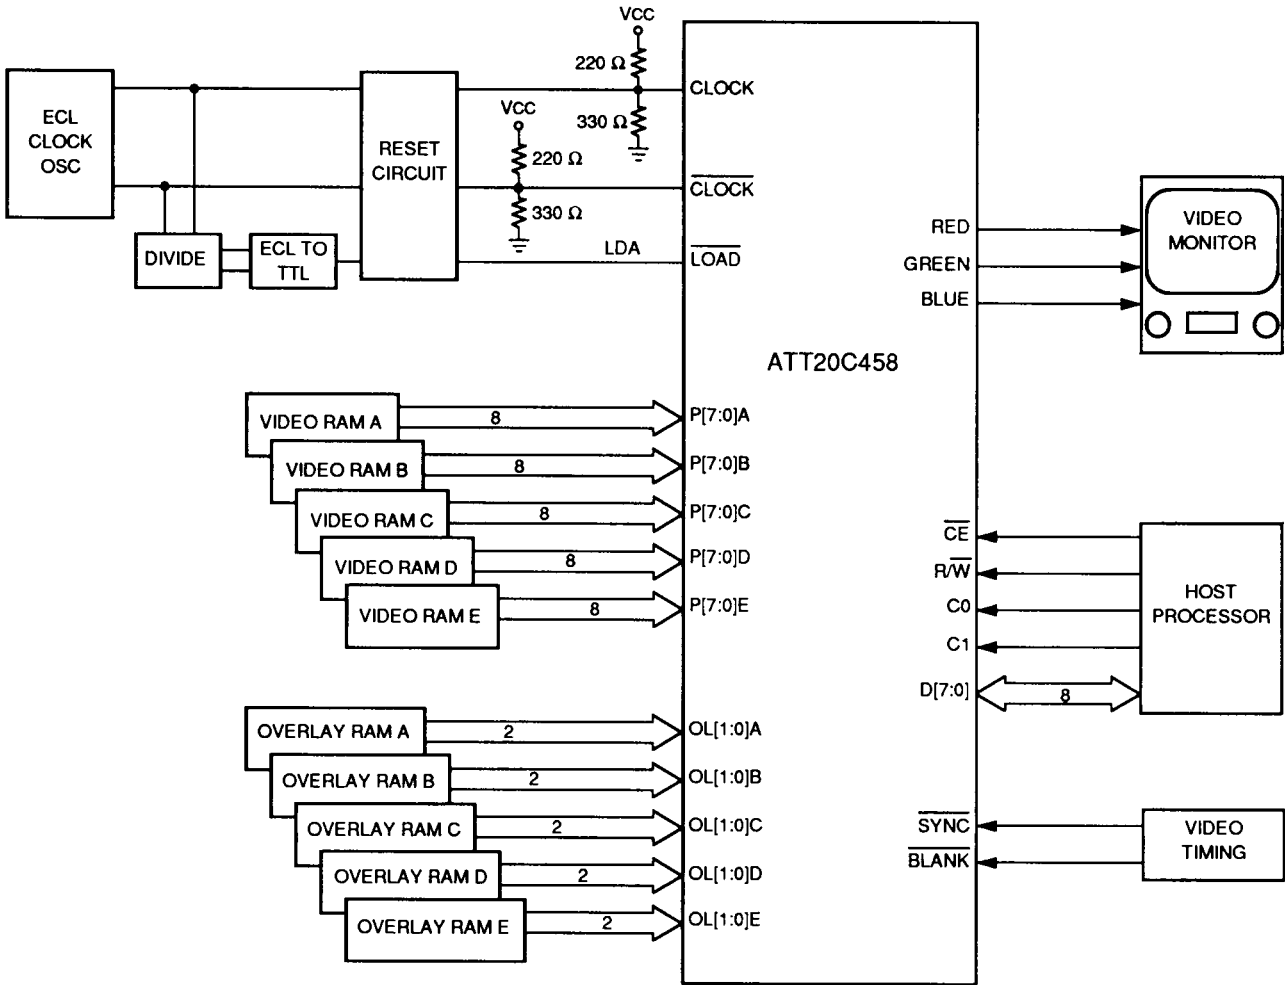 VCC
220 Ω
CLOCK
330 Ω
ECL
CLOCK
OSC
RESET
CIRCUIT
VCC
220 Ω
CLOCK
330 Ω
DIVIDE
ECL TO
TTL
LDA
LOAD
RED
GREEN
BLUE
VIDEO
MONITOR
ATT20C458
VIDEO RAM A
8
P[7:0]A
VIDEO RAM B
8
P[7:0]B
VIDEO RAM C
8
P[7:0]C
VIDEO RAM D
8
P[7:0]D
VIDEO RAM E
8
P[7:0]E
CE
R/W
C0
C1
D[7:0]
8
HOST
PROCESSOR
OVERLAY RAM A
2
OL[1:0]A
OVERLAY RAM B
2
OL[1:0]B
OVERLAY RAM C
2
OL[1:0]C
OVERLAY RAM D
2
OL[1:0]D
OVERLAY RAM E
2
OL[1:0]E
SYNC
BLANK
VIDEO
TIMING